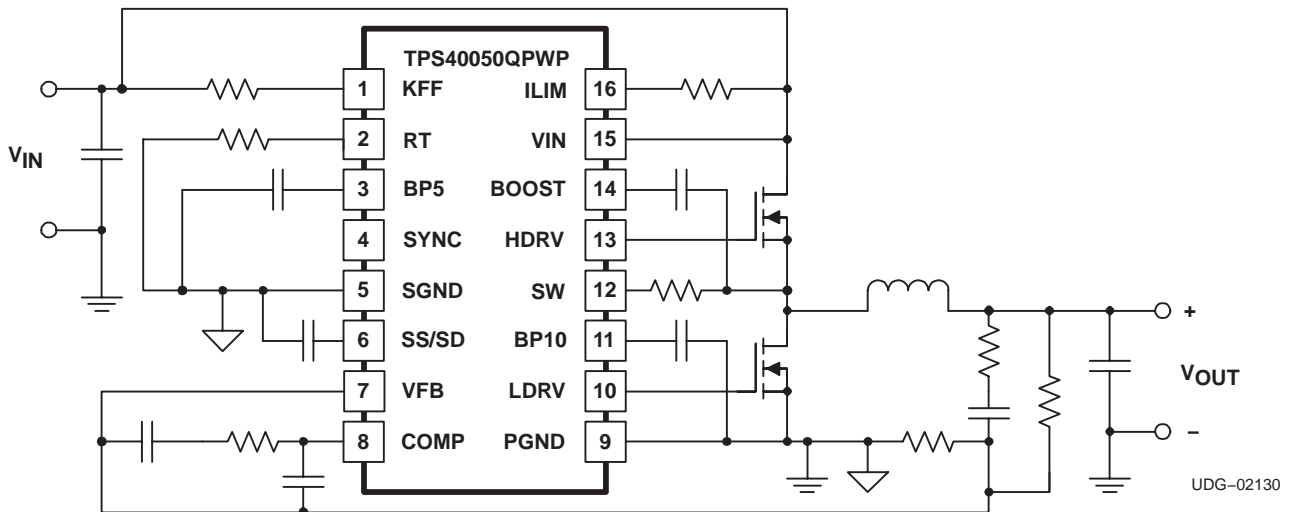 TPS40050QPWP
1 KFF ILIM 16
2 RT VIN 15
VIN
3 BP5 BOOST 14
4 SYNC HDRV 13
5 SGND SW 12
+
6 SS/SD BP10 11
VOUT
7 VFB LDRV 10
8 COMP PGND 9
–
UDG–02130